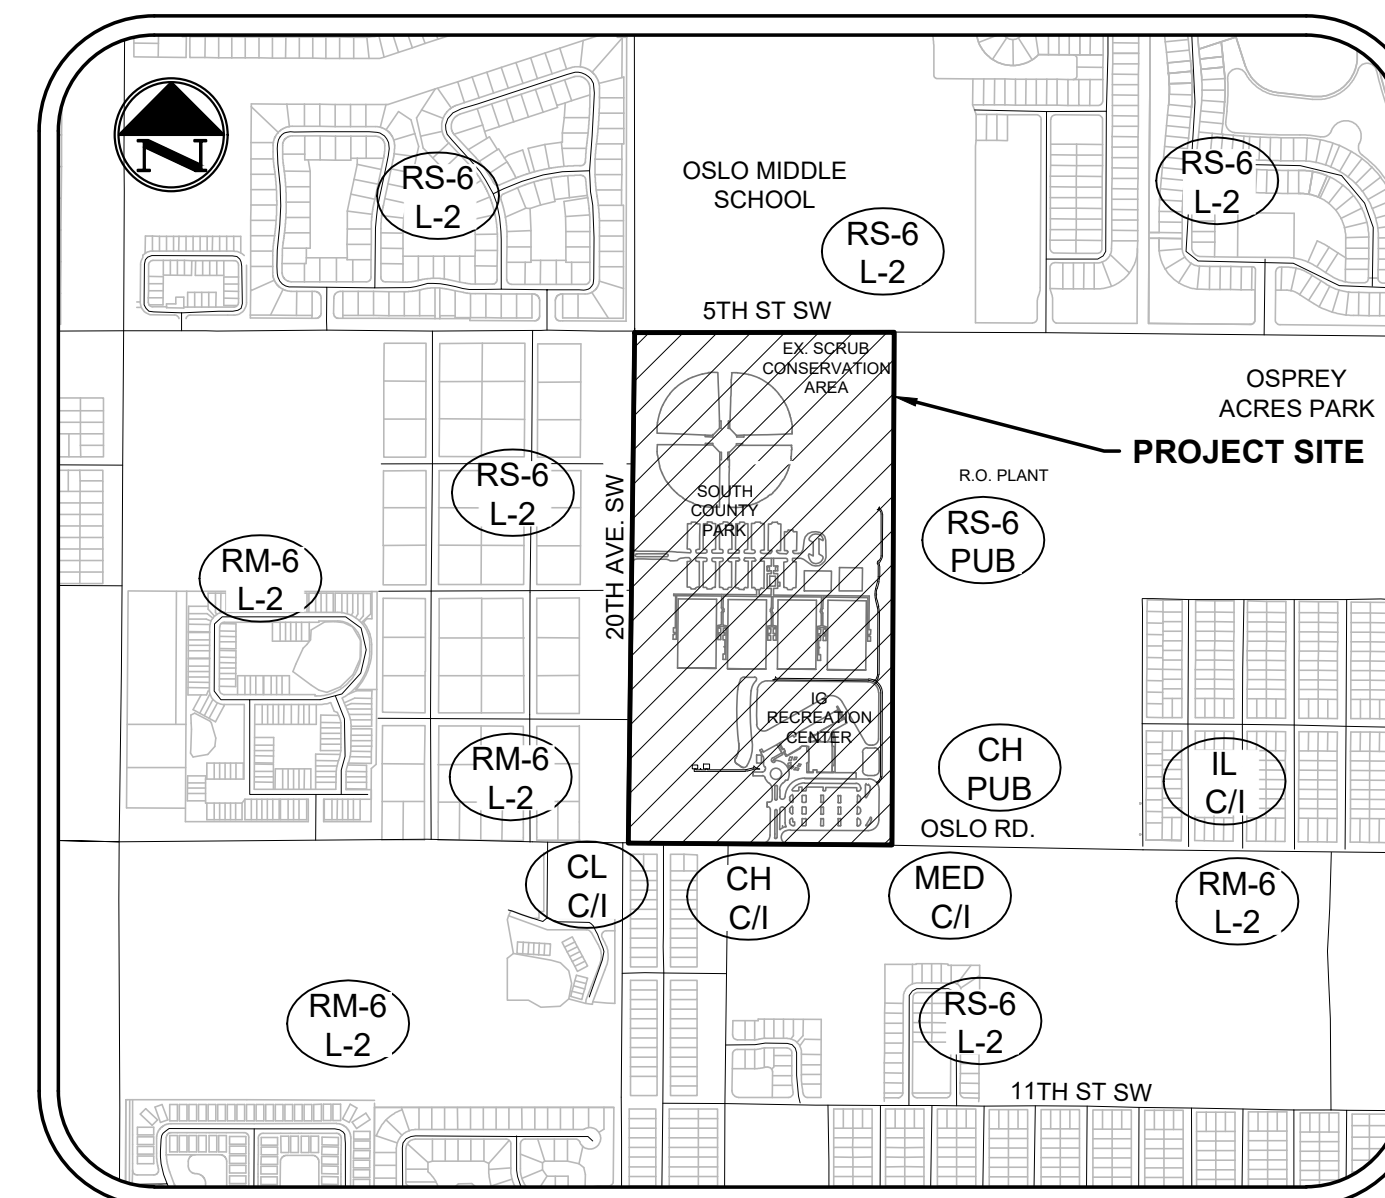 N
RS-6
L-2
OSLO MIDDLE
SCHOOL
RS-6
L-2
RS-6
L-2
5TH ST SW
EX. SCRUB
CONSERVATION
AREA
OSPREY
ACRES PARK
PROJECT SITE
R.O. PLANT
RS-6
L-2
20TH AVE. SW
SOUTH
COUNTY
PARK
RS-6
PUB
RM-6
L-2
IG
RECREATION
CENTER
RM-6
L-2
CH
PUB
IL
C/I
OSLO RD.
CL
C/I
CH
C/I
MED
C/I
RM-6
L-2
RM-6
L-2
RS-6
L-2
11TH ST SW